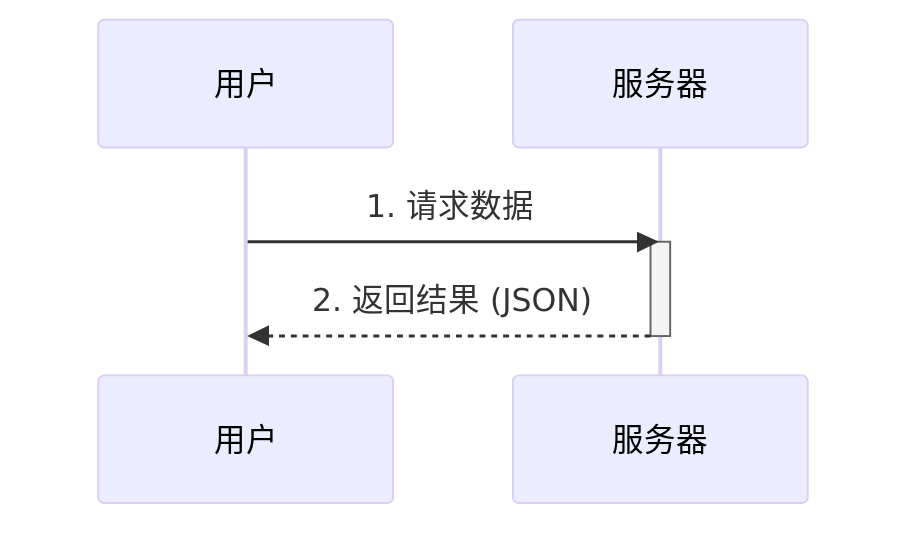 用户
服务器
1. 请求数据
2. 返回结果 (JSON)
用户
服务器